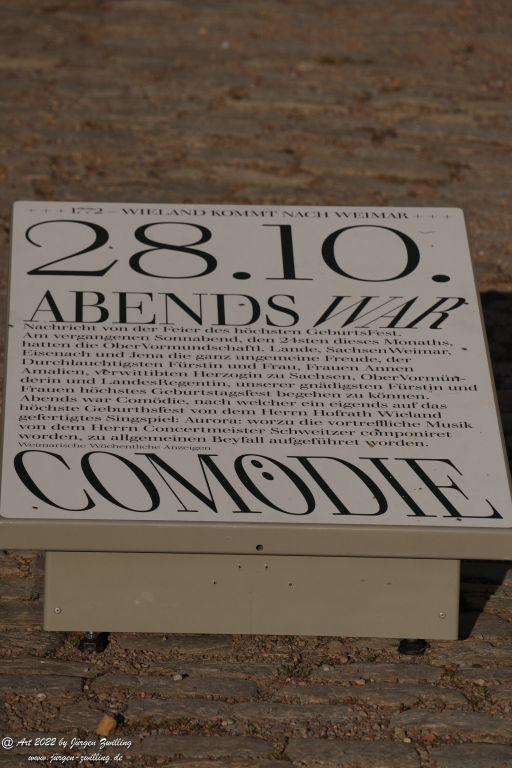 +++ 1772 – WIELAND KOMMT NACH WEIMAR +++
28.10.
ABENDS WAR
Nachricht von der Feier des höchsten GeburtsFest.
Am vergangenen Sonnabend, den 24sten dieses Monaths,
hatten die OberVormundschaftl. Lande, SachsenWeimar,
Eisenach und Jena die ganz ungemeine Freude, der
Durchlauchtigsten Fürstin und Frau, Frauen Annen
Amalien, verwittibten Herzogin zu Sachsen, OberVormün-
derin und LandesRegentin, unserer gnädigsten Fürstin und
Frauen höchstes Geburtstagsfest begehen zu können.
Abends war Comödie, nach welcher ein eigends auf das
höchste Geburthsfest von dem Herrn Hofrath Wieland
gefertigtes Singspiel: Aurora: worzu die vortreffliche Musik
von dem Herrn Concertmeister Schweitzer componiret
worden, zu allgemeinen Beyfall aufgeführet worden.
Weimarische Wöchentliche Anzeigen
COMÖDIE
@ Art 2022 by Jürgen Zwilling
www.jürgen-zwilling.de